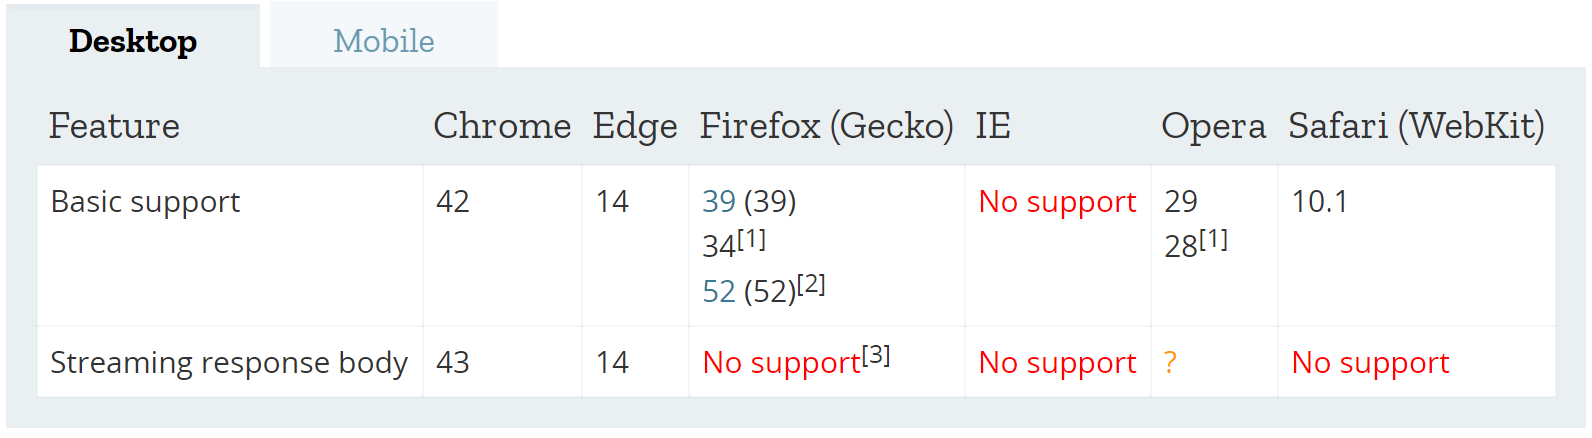 Desktop Mobile
Feature Chrome Edge Firefox (Gecko) IE Opera Safari (WebKit)
Basic support 42 14 39 (39) No support 29 10.1
34[1] 28[1]
52 (52)[2]
Streaming response body 43 14 No support[3] No support ? No support